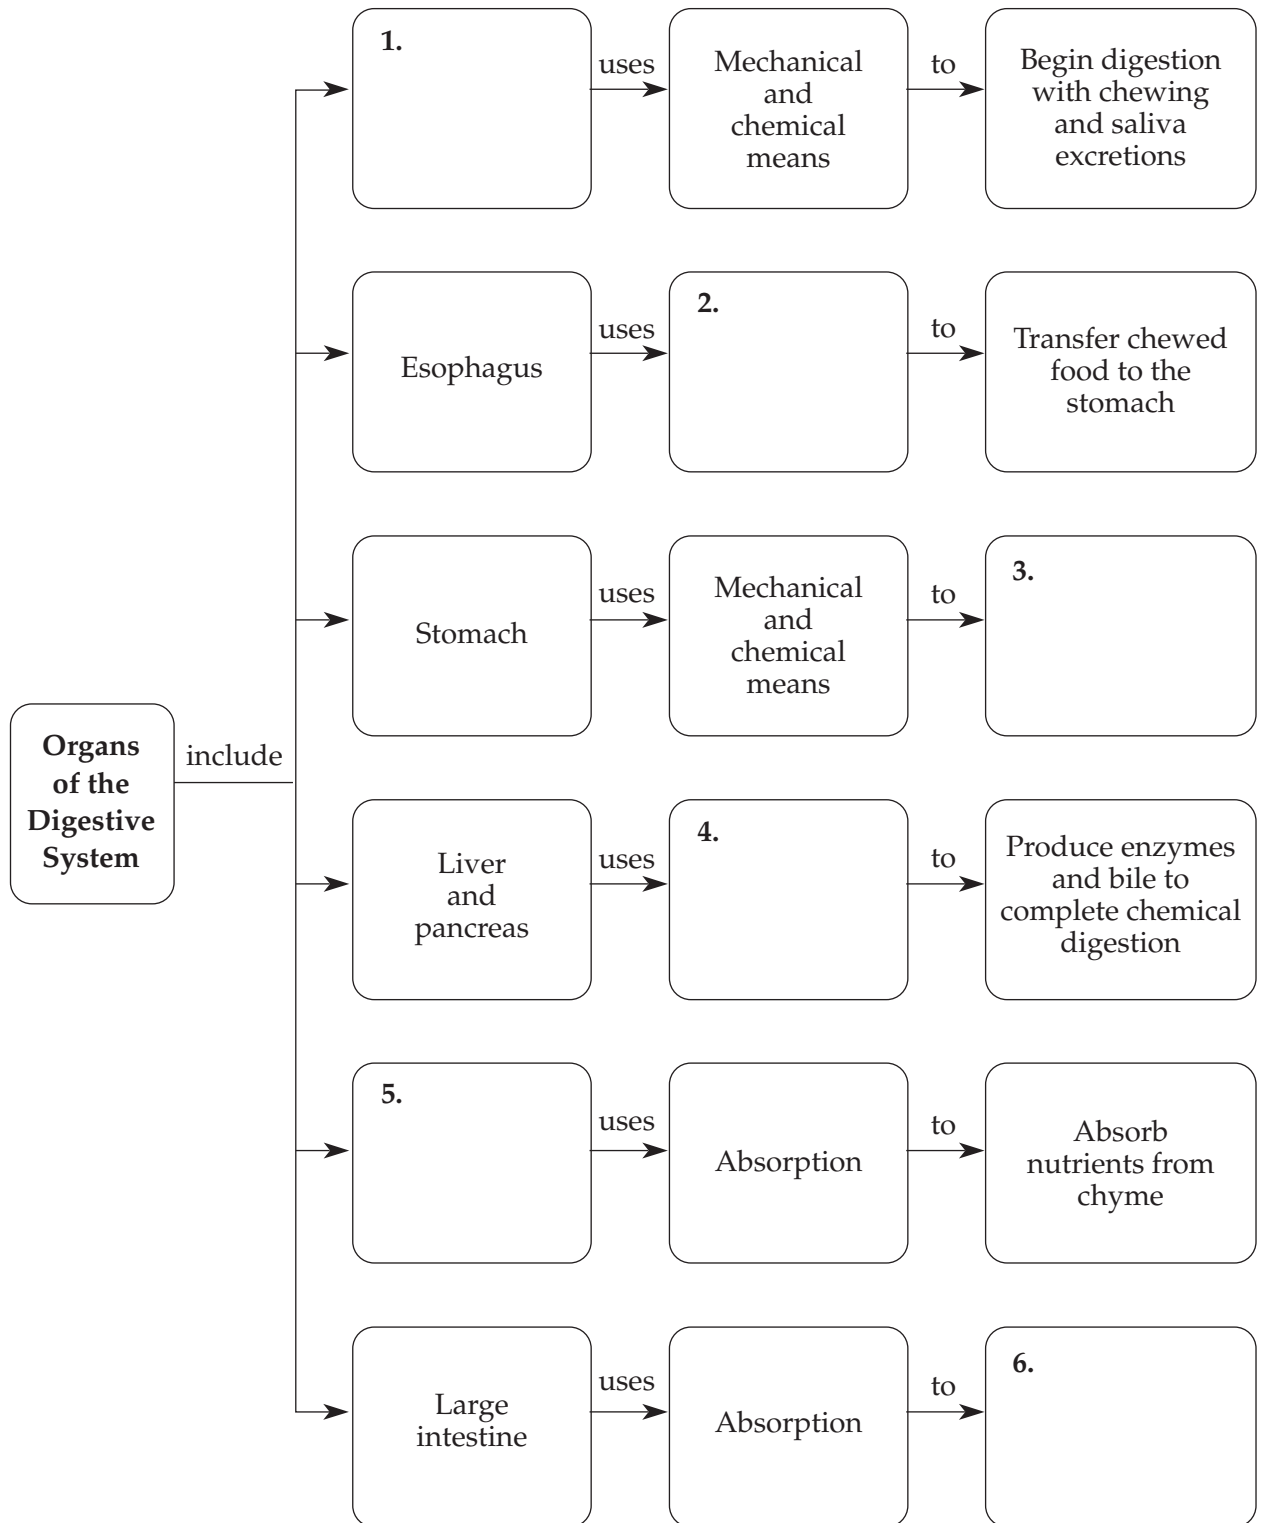 1.
uses
Mechanical
and
chemical
means
to
Begin digestion
with chewing
and saliva
excretions
Esophagus
uses
2.
to
Transfer chewed
food to the
stomach
Stomach
uses
Mechanical
and
chemical
means
to
3.
Organs
of the
Digestive
System
include
Liver
and
pancreas
uses
4.
to
Produce enzymes
and bile to
complete chemical
digestion
5.
uses
Absorption
to
Absorb
nutrients from
chyme
Large
intestine
uses
Absorption
to
6.